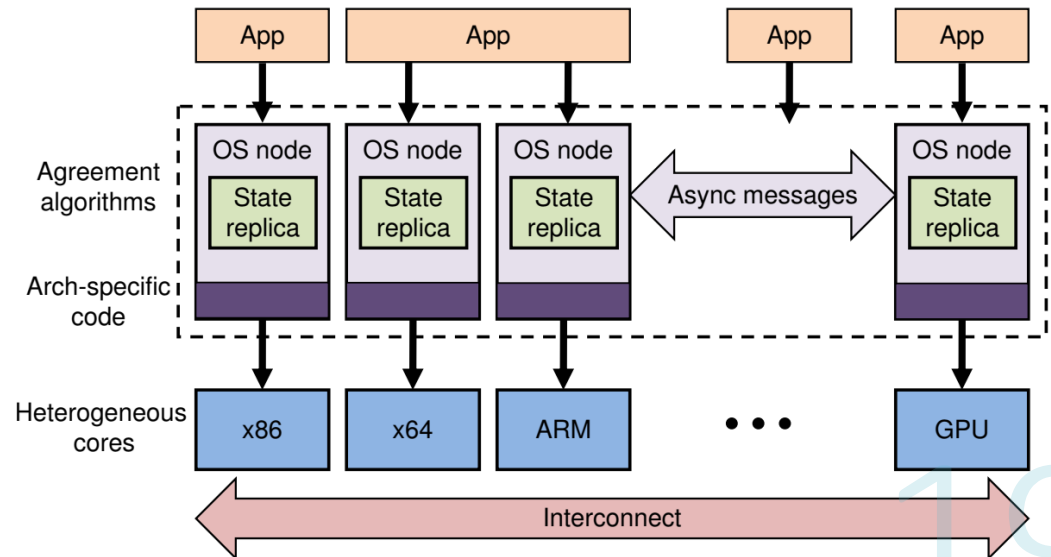 App
App
App
App
OS node
OS node
OS node
OS node
Agreement
algorithms
State
replica
State
replica
State
replica
Async messages
State
replica
Arch-specific
code
Heterogeneous
cores
x86
x64
ARM
GPU
Interconnect